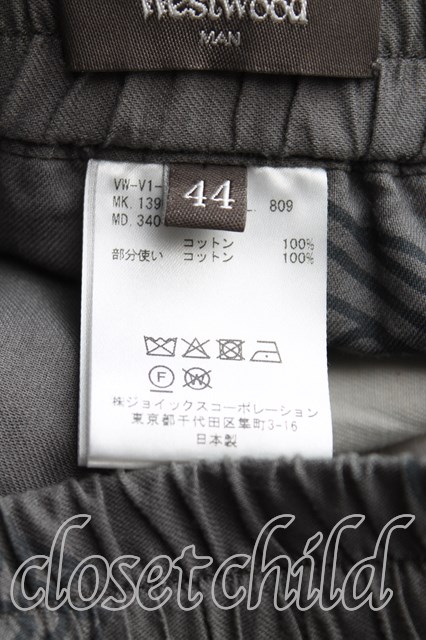 Westwood
MAN
44
VW-V1-
MK. 139 809
MD. 340
コットン 100%
部分使い コットン 100%
F W
株ジョイックスコーポレーション
東京都千代田区隼町3-16
日本製
closet child